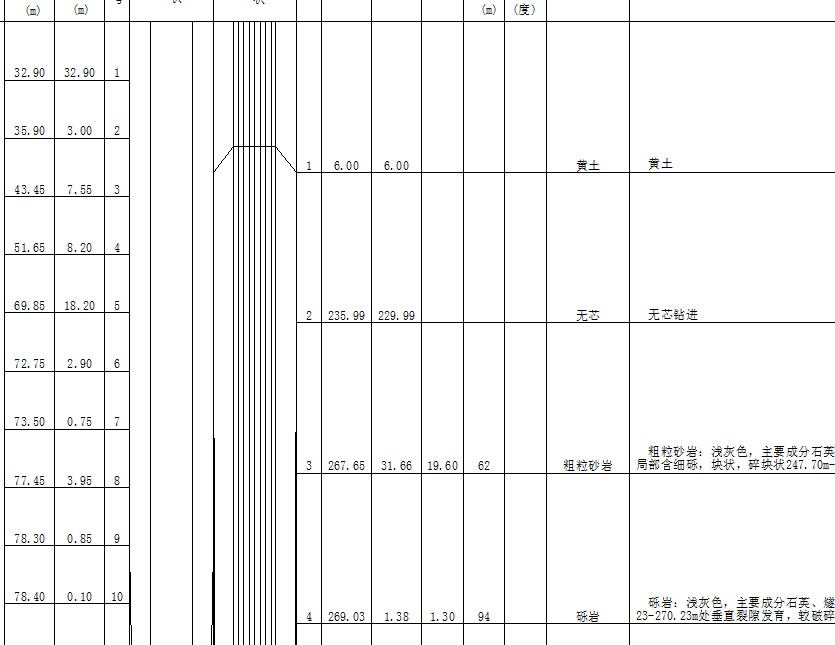 (m) (m) 号 状 状 (m) (度)
32.90 32.90 1
35.90 3.00 2
1 6.00 6.00 黄土 黄土
43.45 7.55 3
51.65 8.20 4
69.85 18.20 5
2 235.99 229.99 无芯 无芯钻进
72.75 2.90 6
73.50 0.75 7
粗粒砂岩：浅灰色，主要成分石英
3 267.65 31.66 19.60 62 粗粒砂岩 局部含细砾，块状，碎块状247.70m-
77.45 3.95 8
78.30 0.85 9
78.40 0.10 10
砾岩：浅灰色，主要成分石英、燧
4 269.03 1.38 1.30 94 砾岩 23-270.23m处垂直裂隙发育，较破碎